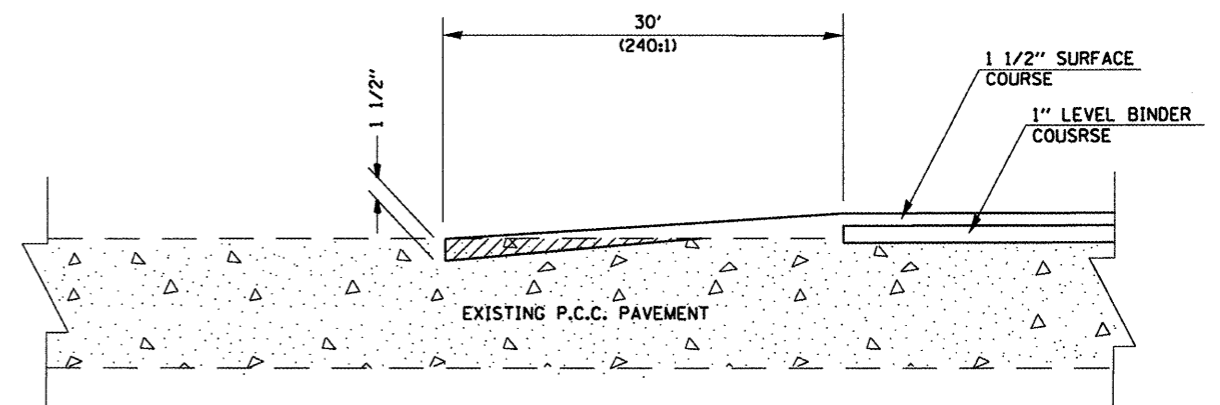 30'
(240:1)
1 1/2"
1 1/2" SURFACE
COURSE
1" LEVEL BINDER
COUSRSE
EXISTING P.C.C. PAVEMENT